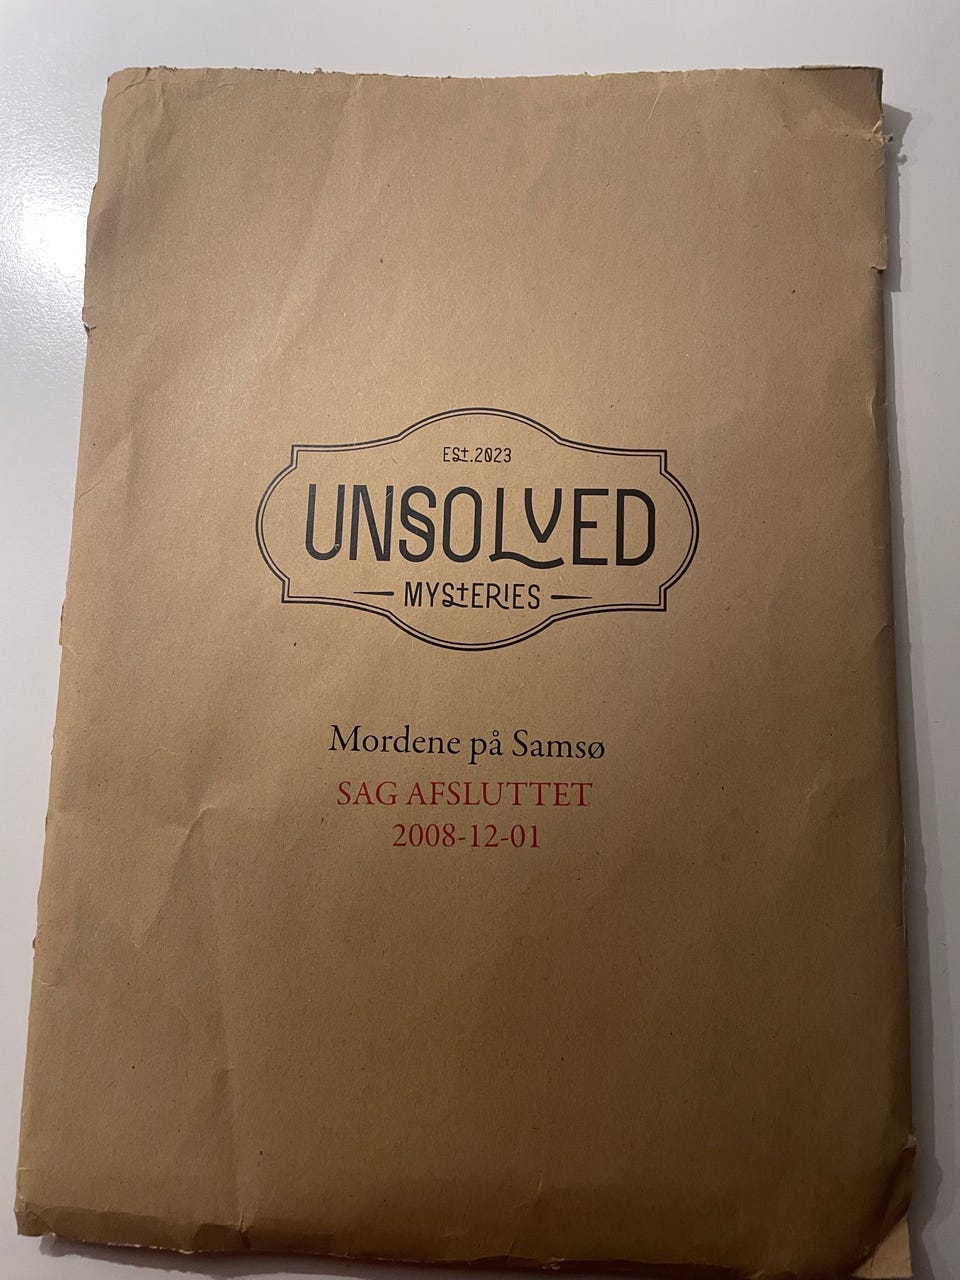 Est.2023
UNSOLVED
MYStERIES
Mordene på Samsø
SAG AFSLUTTET
2008-12-01